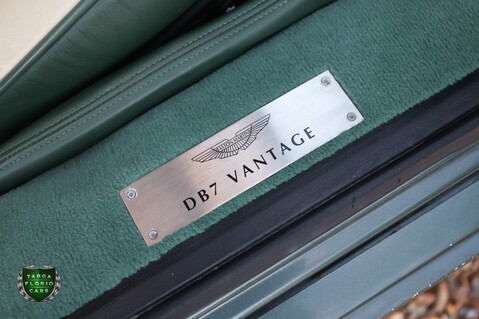 DB7 VANTAGE
TARGA
FLORIO
CARS